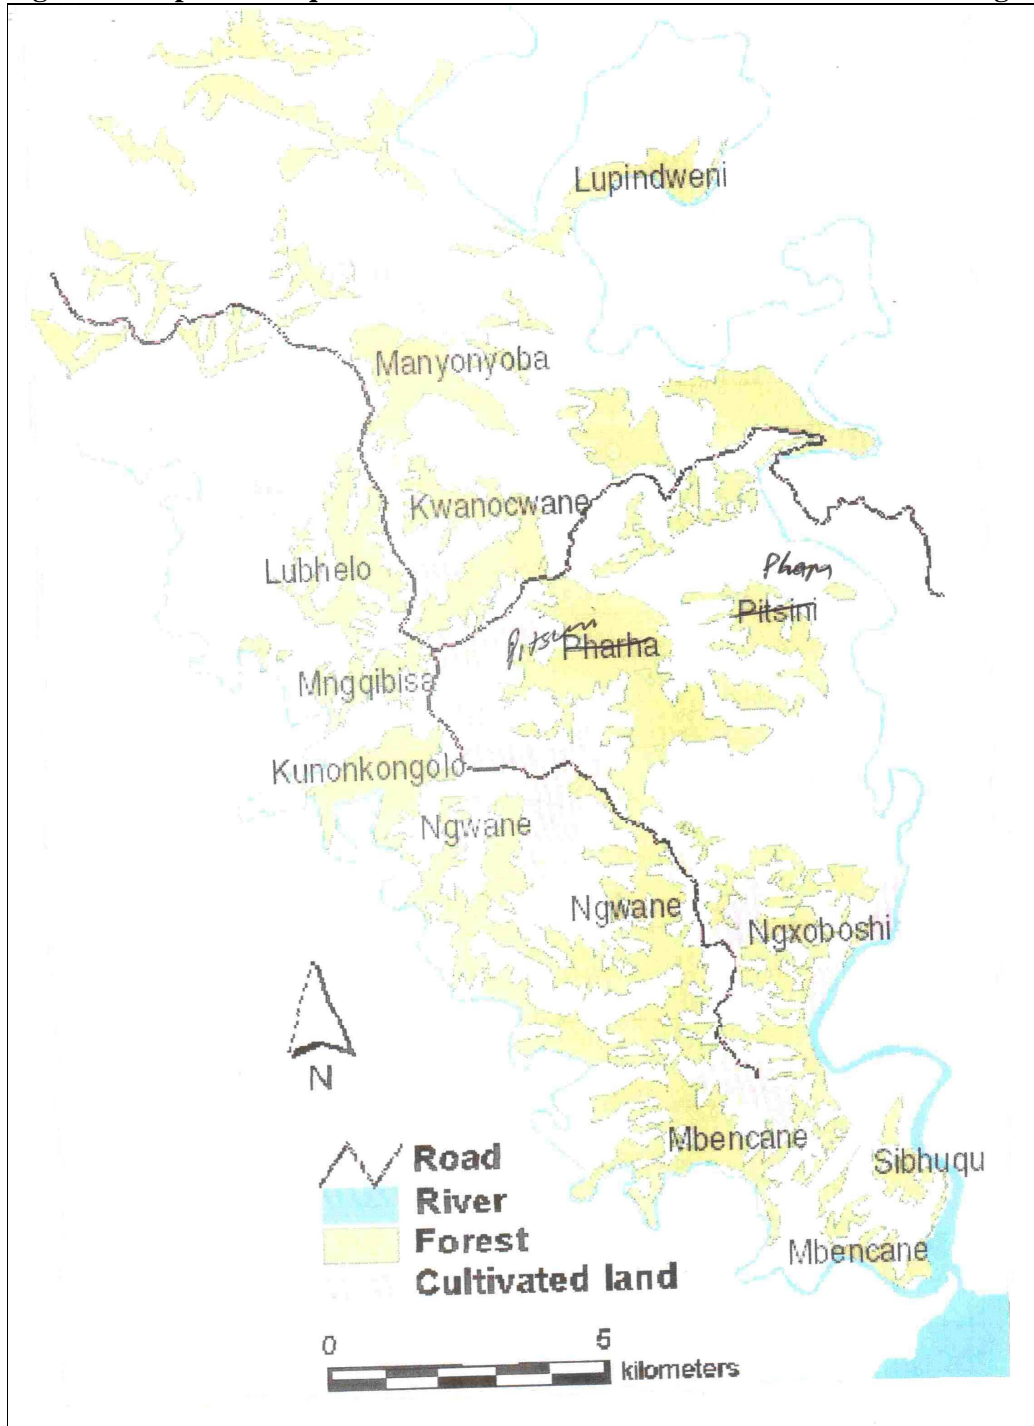 Lupindweni
Manyonyoba
Kwanocwane
Lubhelo
Pharh
Pitsini
Pitsini
Pharha
Mngqibisa
Kunonkongolo
Ngwane
Ngwane
Ngxoboshi
N
Mbencane
Sibhuqu
Mbencane
Road
River
Forest
Cultivated land
0 5
kilometers